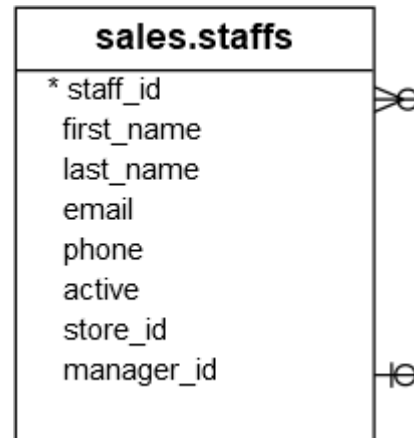 sales.staffs
* staff_id
first_name
last_name
email
phone
active
store_id
manager_id